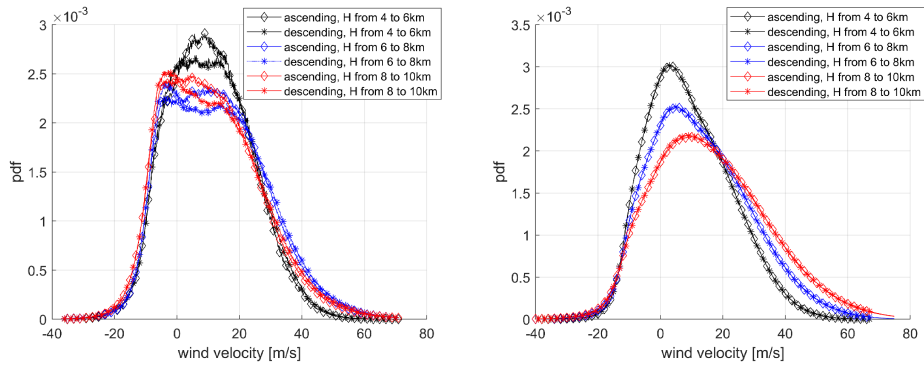 ×10⁻³
3
2.5
2
1.5
1
0.5
0
pdf
-40
-20
0
20
40
60
80
wind velocity [m/s]
ascending, H from 4 to 6km
descending, H from 4 to 6km
ascending, H from 6 to 8km
descending, H from 6 to 8km
ascending, H from 8 to 10km
descending, H from 8 to 10km
×10⁻³
3.5
3
2.5
2
1.5
1
0.5
0
pdf
-40
-20
0
20
40
60
80
wind velocity [m/s]
ascending, H from 4 to 6km
descending, H from 4 to 6km
ascending, H from 6 to 8km
descending, H from 6 to 8km
ascending, H from 8 to 10km
descending, H from 8 to 10km